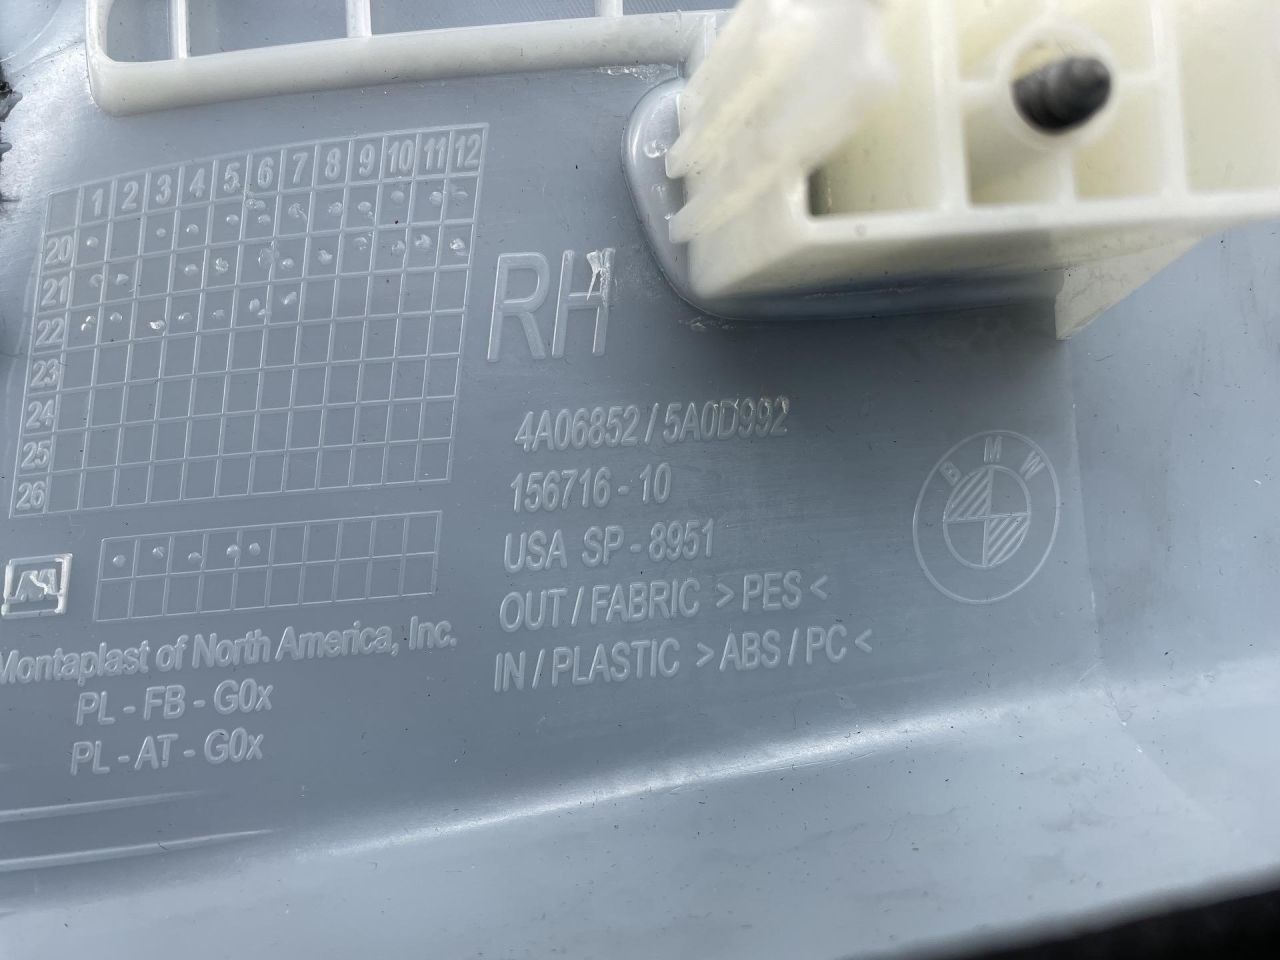 1 2 3 4 5 6 7 8 9 10 11 12
20
21
22
23
24
25
26
RH
4A06852/5A0D992
156716-10
USA SP-8951
OUT/FABRIC >PES<
IN/PLASTIC >ABS/PC<
BMW
Montaplast of North America, Inc.
PL-FB-G0x
PL-AT-G0x